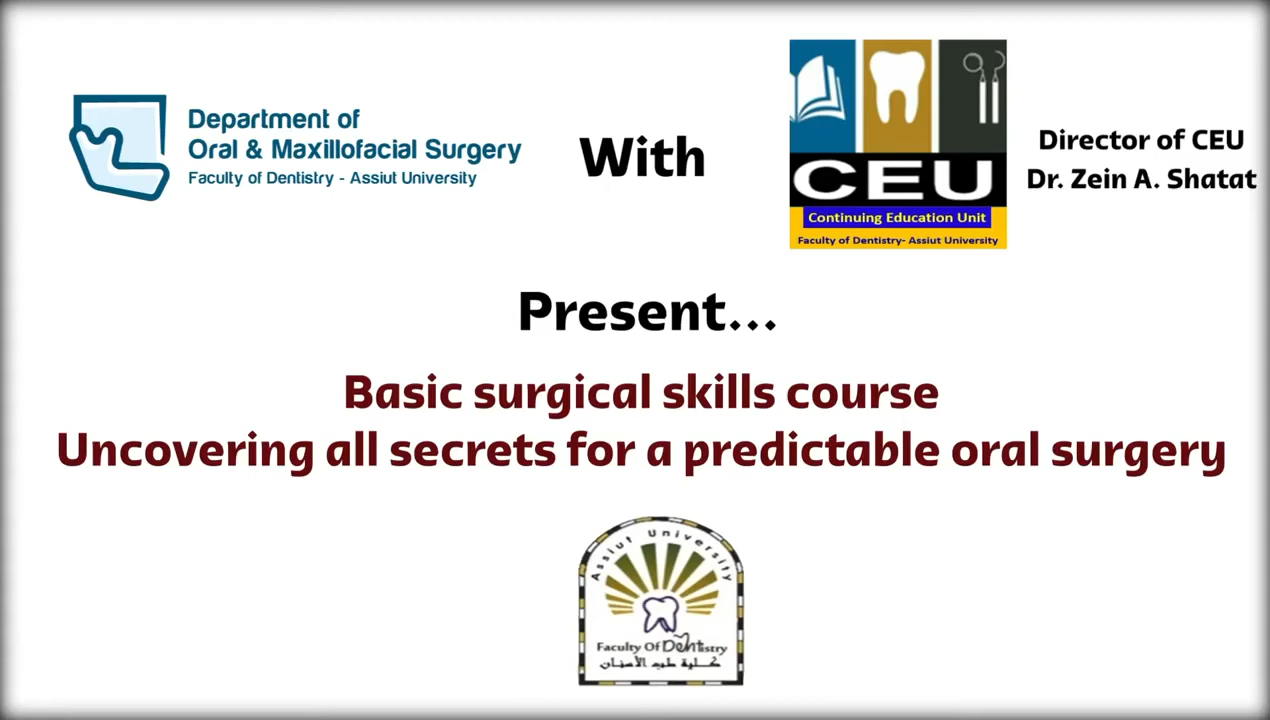 Department of
Oral & Maxillofacial Surgery
Faculty of Dentistry - Assiut University
With
CEU
Continuing Education Unit
Faculty of Dentistry- Assiut University
Director of CEU
Dr. Zein A. Shatat
Present...
Basic surgical skills course
Uncovering all secrets for a predictable oral surgery
Assiut University
Faculty Of Dentistry
كلية طب الأسنان